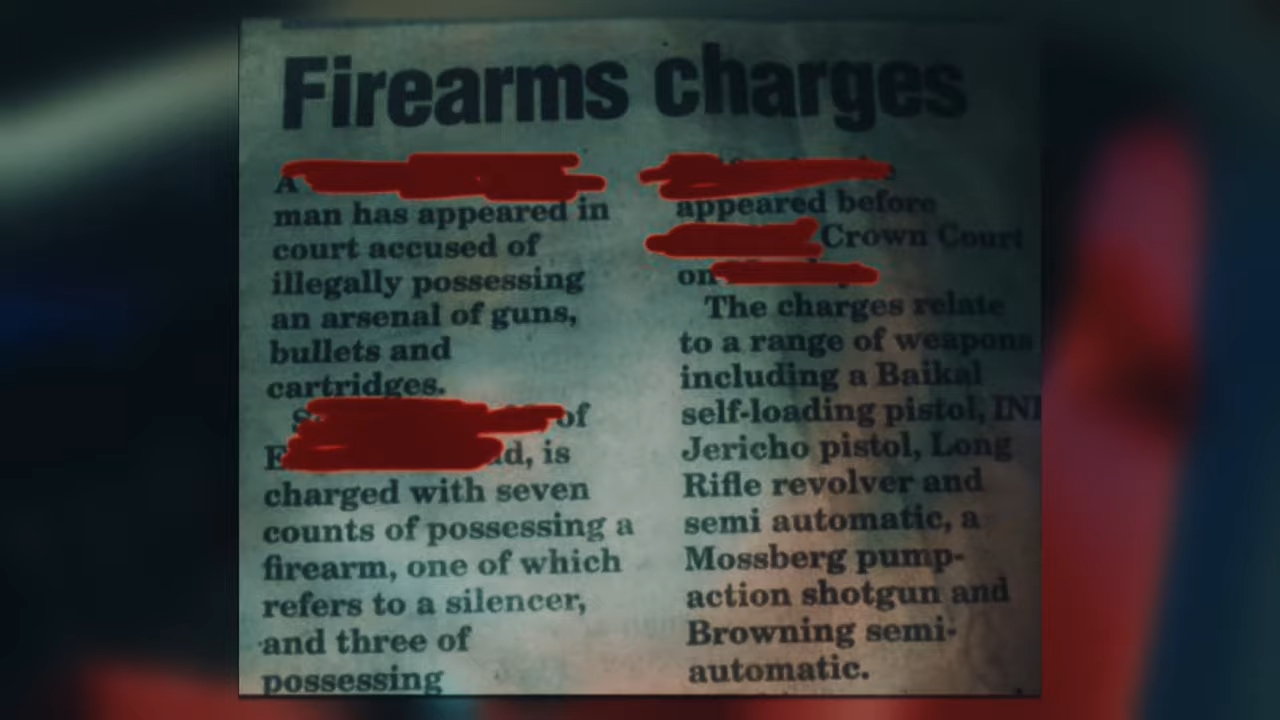 Firearms charges
A
man has appeared in
court accused of
illegally possessing
an arsenal of guns,
bullets and
cartridges.
of
is
charged with seven
counts of possessing a
firearm, one of which
refers to a silencer,
and three of
possessing
appeared before
Crown Court
on
The charges relate
to a range of weapons
including a Baikal
self-loading pistol,
Jericho pistol, Long
Rifle revolver and
semi automatic, a
Mossberg pump-
action shotgun and
Browning semi-
automatic.